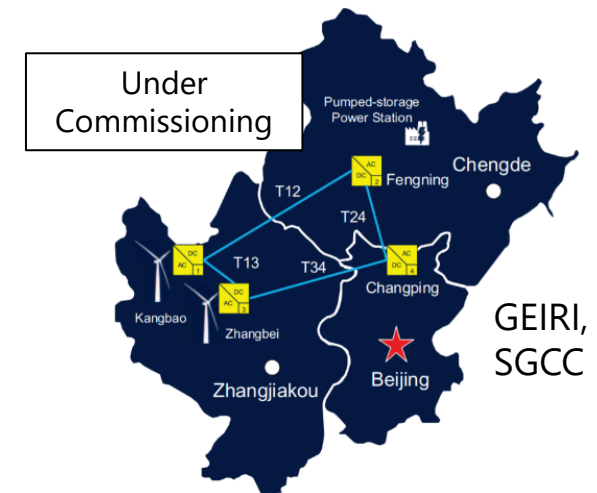 Under
Commissioning
Pumped-storage
Power Station
AC
DC
2
Fengning
Chengde
T12
T24
DC
AC
1
T13
T34
AC
DC
4
DC
AC
3
Changping
Kangbao
Zhangbei
GEIRI,
SGCC
Zhangjiakou
Beijing